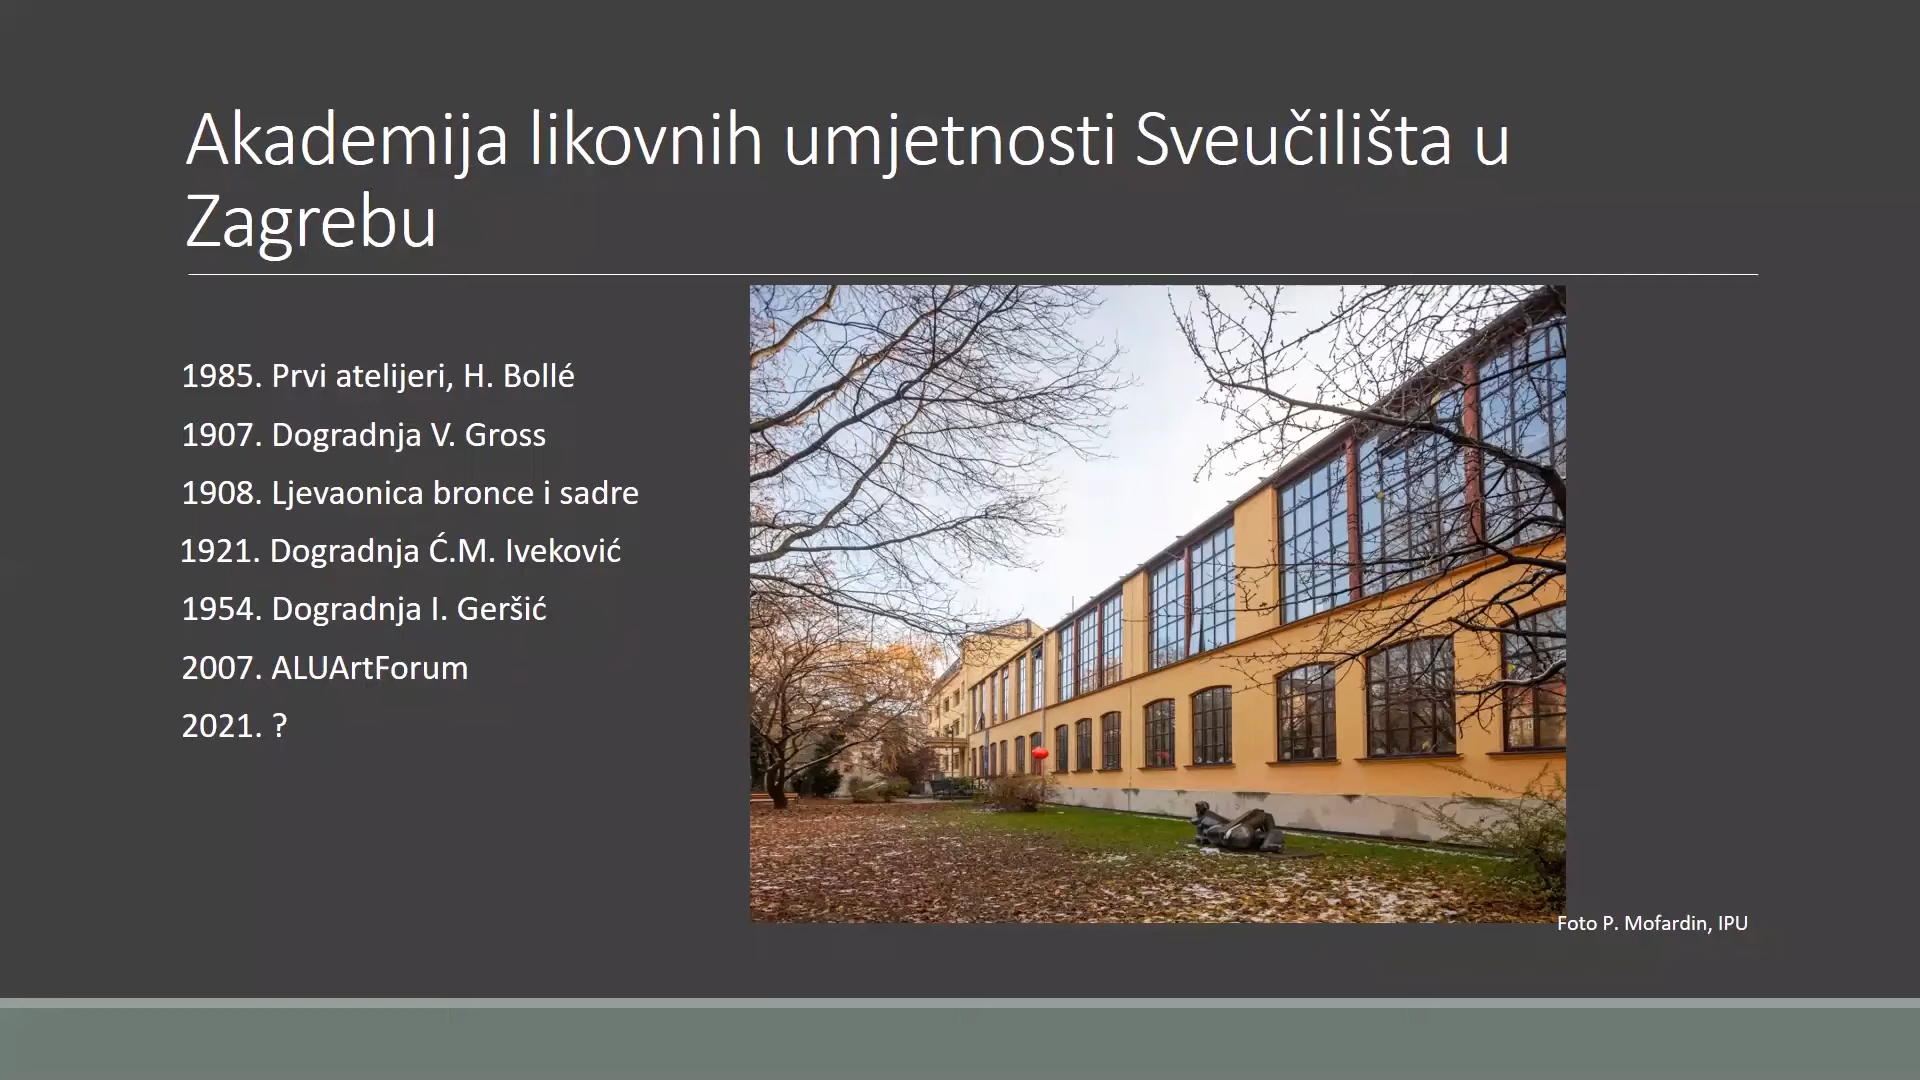 Akademija likovnih umjetnosti Sveučilišta u
Zagrebu
1985. Prvi atelijeri, H. Bollé
1907. Dogradnja V. Gross
1908. Ljevaonica bronce i sadre
1921. Dogradnja Ć.M. Iveković
1954. Dogradnja I. Geršić
2007. ALUArtForum
2021. ?
Foto P. Mofardin, IPU